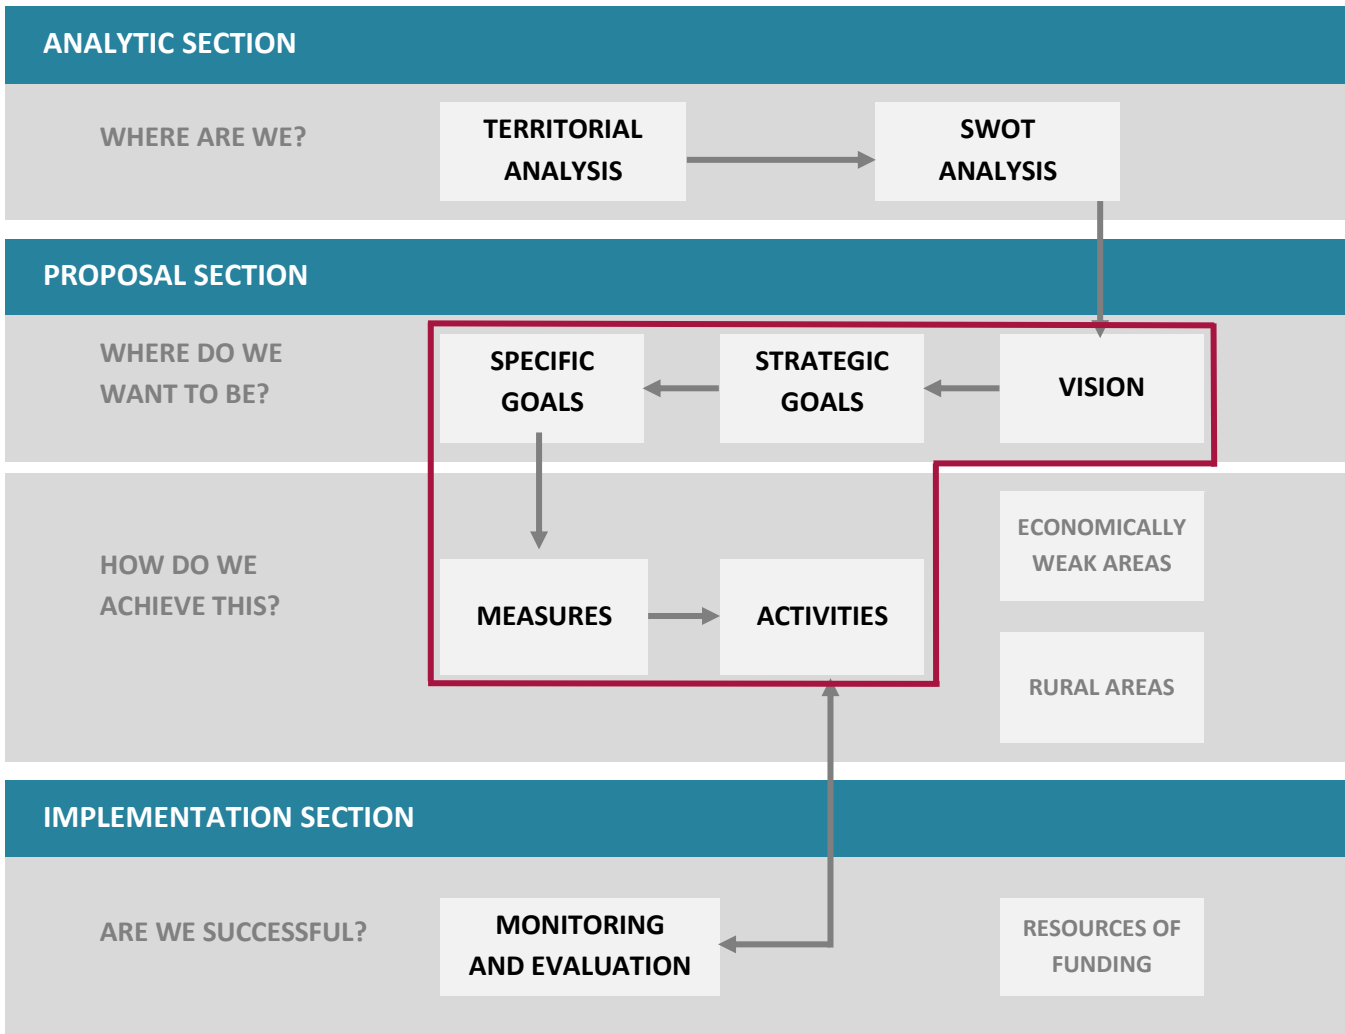 ANALYTIC SECTION
WHERE ARE WE?
TERRITORIAL
ANALYSIS
SWOT
ANALYSIS
PROPOSAL SECTION
WHERE DO WE
WANT TO BE?
SPECIFIC
GOALS
STRATEGIC
GOALS
VISION
HOW DO WE
ACHIEVE THIS?
MEASURES
ACTIVITIES
ECONOMICALLY
WEAK AREAS
RURAL AREAS
IMPLEMENTATION SECTION
ARE WE SUCCESSFUL?
MONITORING
AND EVALUATION
RESOURCES OF
FUNDING